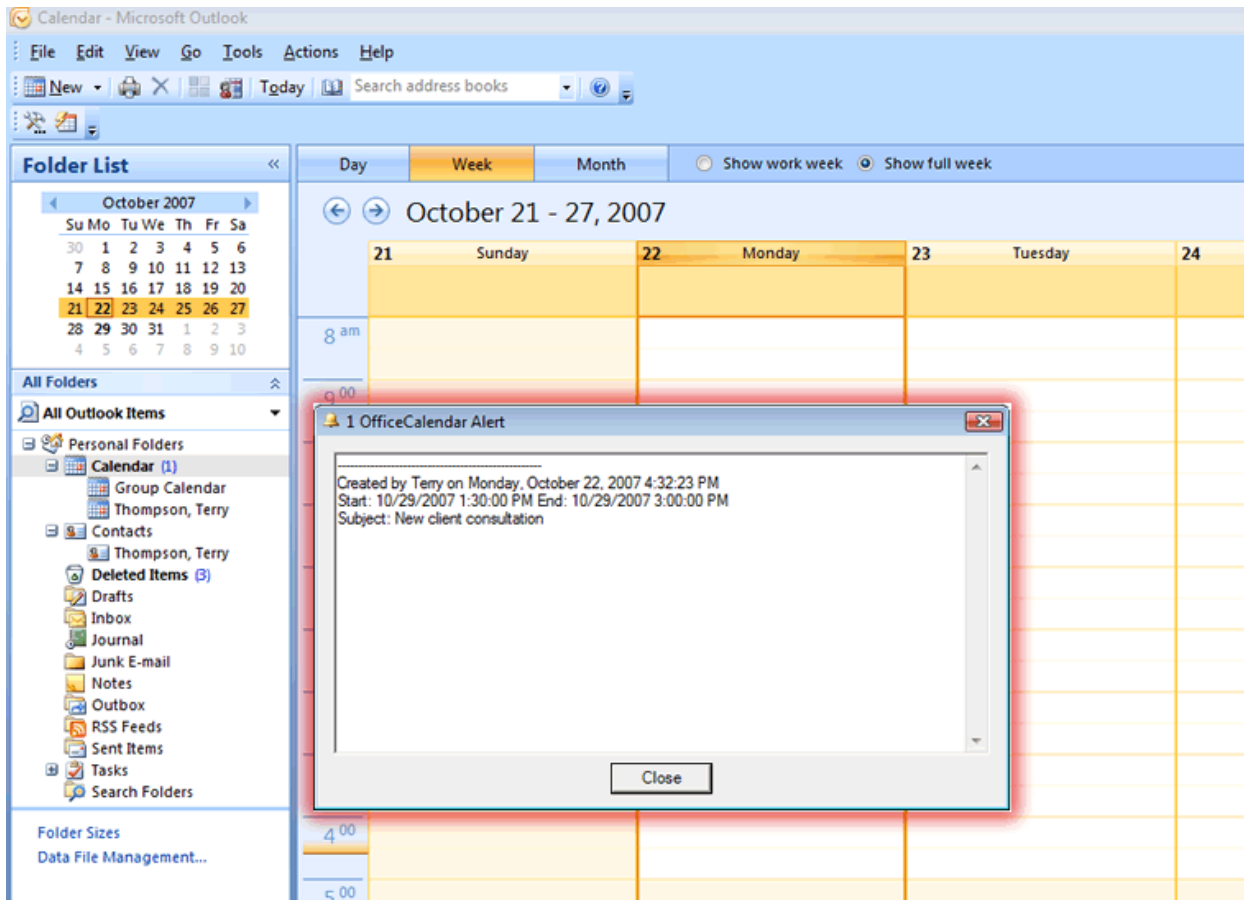 Calendar - Microsoft Outlook
File Edit View Go Tools Actions Help
New Today Search address books
Folder List «
Day Week Month Show work week Show full week
October 2007
Su Mo Tu We Th Fr Sa
30 1 2 3 4 5 6
7 8 9 10 11 12 13
14 15 16 17 18 19 20
21 22 23 24 25 26 27
28 29 30 31 1 2 3
4 5 6 7 8 9 10
October 21 - 27, 2007
21 Sunday 22 Monday 23 Tuesday 24
8 am
9 00
All Folders
All Outlook Items
Personal Folders
Calendar (1)
Group Calendar
Thompson, Terry
Contacts
Thompson, Terry
Deleted Items (3)
Drafts
Inbox
Journal
Junk E-mail
Notes
Outbox
RSS Feeds
Sent Items
Tasks
Search Folders
Folder Sizes
Data File Management...
1 OfficeCalendar Alert
--------------------------------------------------
Created by Terry on Monday, October 22, 2007 4:32:23 PM
Start: 10/29/2007 1:30:00 PM End: 10/29/2007 3:00:00 PM
Subject: New client consultation
Close
4 00
5 00